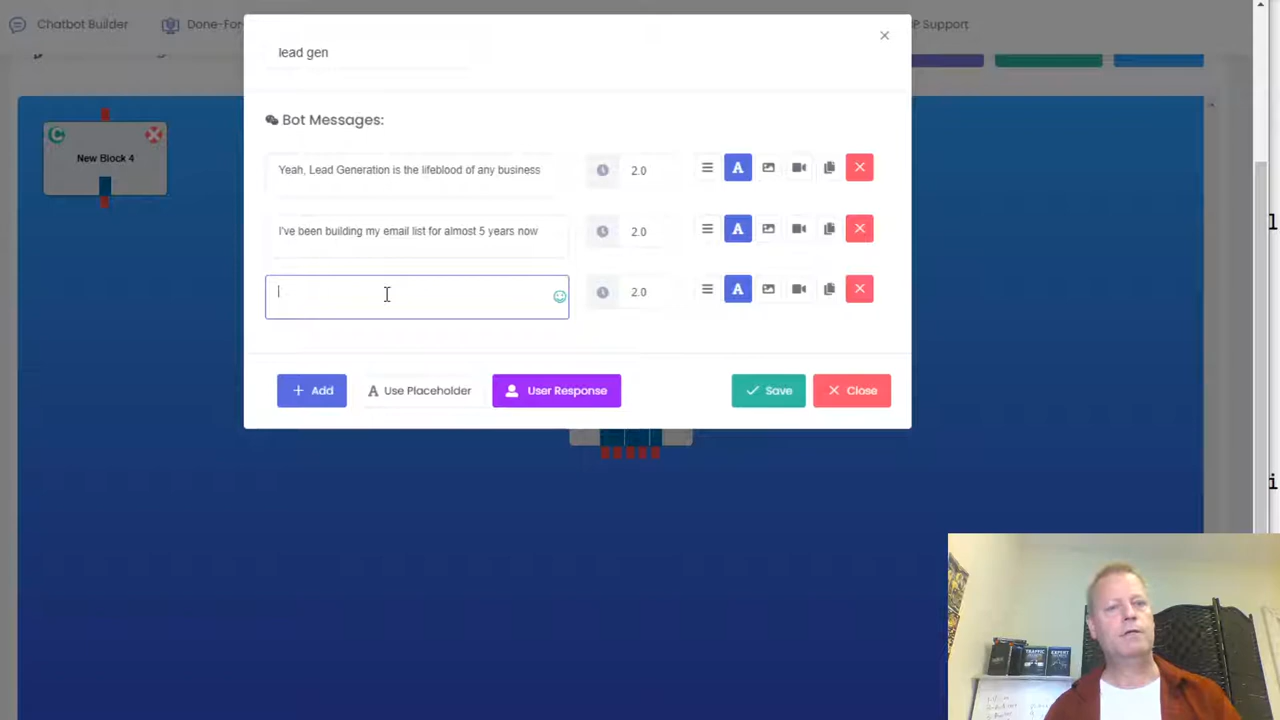 Chatbot Builder
Done-For
P Support
lead gen
Bot Messages:
Yeah, Lead Generation is the lifeblood of any business
2.0
A
I've been building my email list for almost 5 years now
2.0
A
2.0
A
Add
A Use Placeholder
User Response
Save
Close
New Block 4
C
TRAFFIC
EXPERT